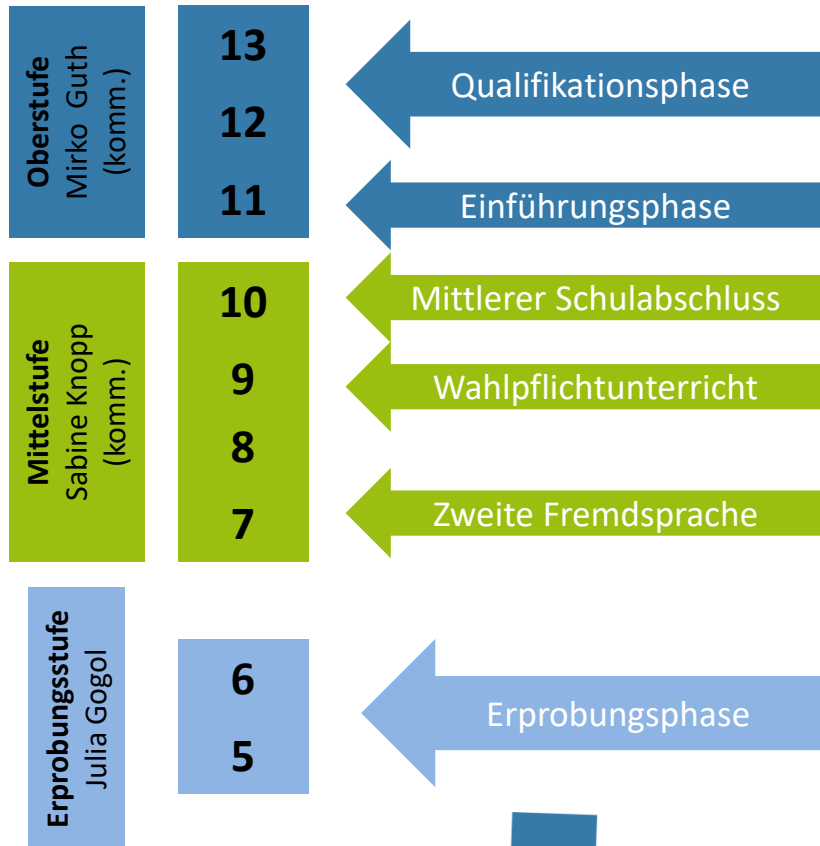 Oberstufe
Mirko Guth
(komm.)
13
12
11
Qualifikationsphase
Einführungsphase
Mittelstufe
Sabine Knopp
(komm.)
10
9
8
7
Mittlerer Schulabschluss
Wahlpflichtunterricht
Zweite Fremdsprache
Erprobungsstufe
Julia Gogol
6
5
Erprobungsphase